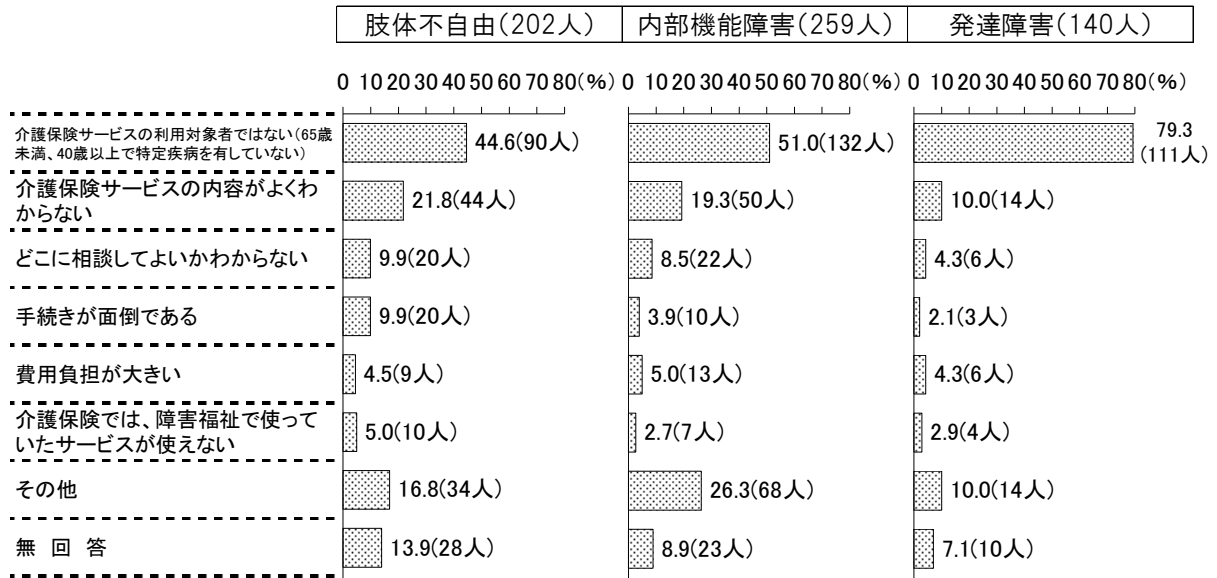 肢体不自由(202人) 内部機能障害(259人) 発達障害(140人)
0 10 20 30 40 50 60 70 80(%) 0 10 20 30 40 50 60 70 80(%) 0 10 20 30 40 50 60 70 80(%)
介護保険サービスの利用対象者ではない(65歳
未満、40歳以上で特定疾病を有していない)
44.6(90人) 51.0(132人) 79.3
(111人)
介護保険サービスの内容がよくわ
からない
21.8(44人) 19.3(50人) 10.0(14人)
どこに相談してよいかわからない 9.9(20人) 8.5(22人) 4.3(6人)
手続きが面倒である 9.9(20人) 3.9(10人) 2.1(3人)
費用負担が大きい 4.5(9人) 5.0(13人) 4.3(6人)
介護保険では、障害福祉で使って
いたサービスが使えない
5.0(10人) 2.7(7人) 2.9(4人)
その他 16.8(34人) 26.3(68人) 10.0(14人)
無 回 答 13.9(28人) 8.9(23人) 7.1(10人)